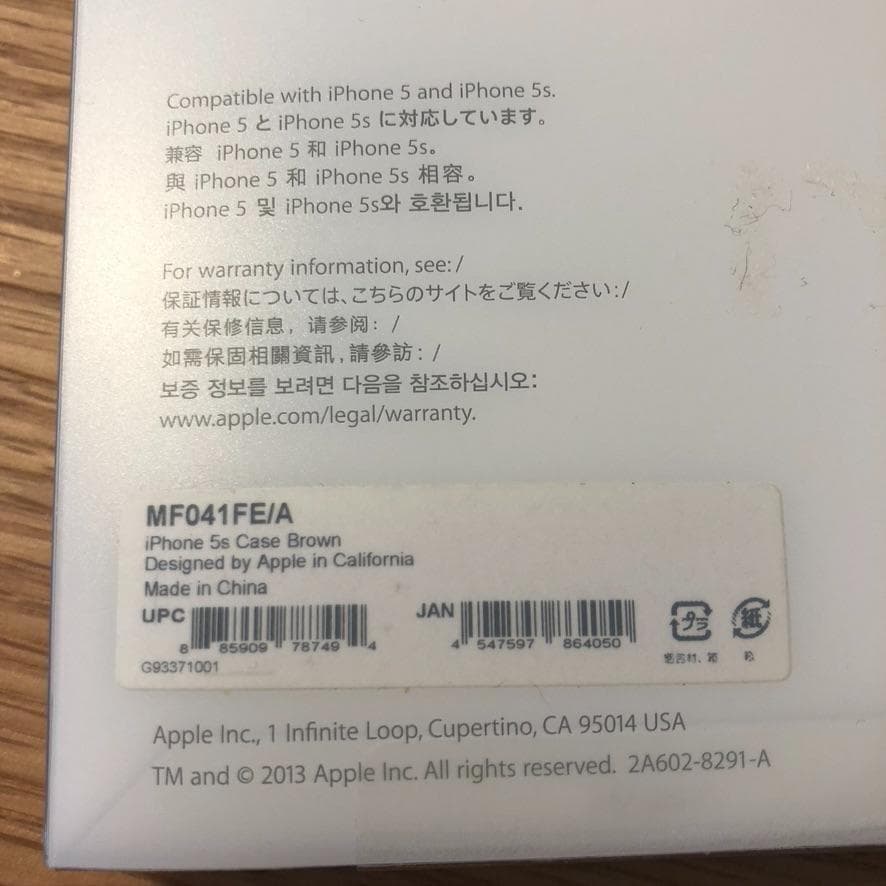 Compatible with iPhone 5 and iPhone 5s.
iPhone 5 と iPhone 5s に対応しています。
兼容 iPhone 5 和 iPhone 5s。
與 iPhone 5 和 iPhone 5s 相容。
iPhone 5 및 iPhone 5s와 호환됩니다.
For warranty information, see: /
保証情報については、こちらのサイトをご覧ください: /
有关保修信息，请参阅： /
如需保固相關資訊，請參訪： /
보증 정보를 보려면 다음을 참조하십시오:
www.apple.com/legal/warranty.
MF041FE/A
iPhone 5s Case Brown
Designed by Apple in California
Made in China
UPC
8 85909 78749 4
JAN
4 547597 864050
プラ
紙
G93371001
Apple Inc., 1 Infinite Loop, Cupertino, CA 95014 USA
TM and © 2013 Apple Inc. All rights reserved. 2A602-8291-A